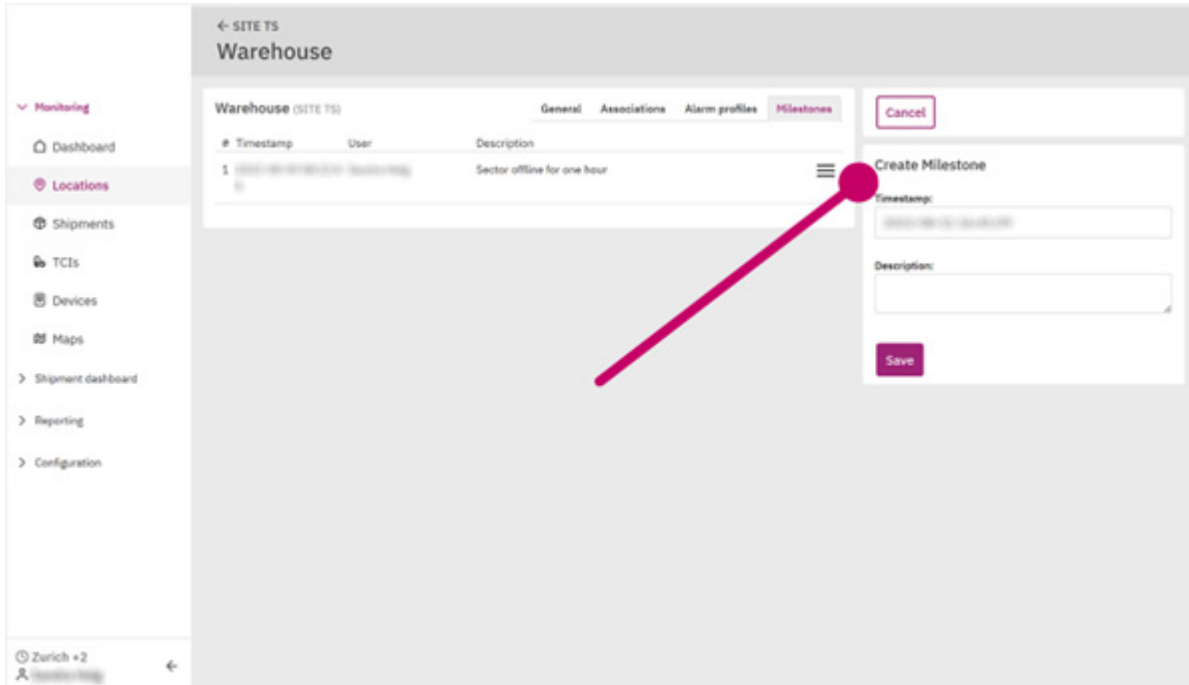 ← SITE TS
Warehouse
Monitoring
Dashboard
Locations
Shipments
TCIs
Devices
Maps
Shipment dashboard
Reporting
Configuration
Zurich +2
Warehouse (SITE TS)
General Associations Alarm profiles Milestones
# Timestamp User Description
1 Sector offline for one hour
Cancel
Create Milestone
Timestamp:
Description:
Save